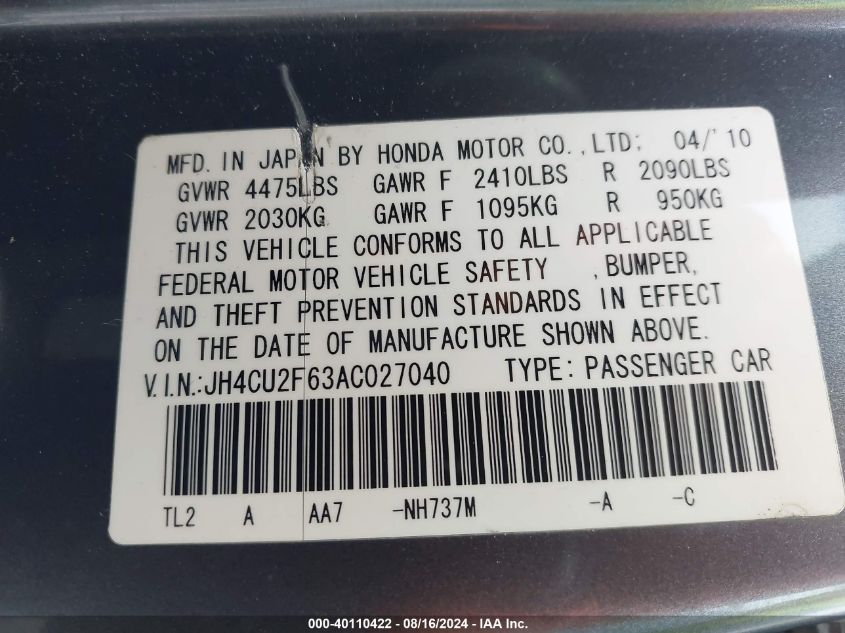 MFD. IN JAPAN BY HONDA MOTOR CO., LTD; 04/'10
GVWR 4475LBS GAWR F 2410LBS R 2090LBS
GVWR 2030KG GAWR F 1095KG R 950KG
THIS VEHICLE CONFORMS TO ALL APPLICABLE
FEDERAL MOTOR VEHICLE SAFETY , BUMPER,
AND THEFT PREVENTION STANDARDS IN EFFECT
ON THE DATE OF MANUFACTURE SHOWN ABOVE.
V.I.N.:JH4CU2F63AC027040 TYPE: PASSENGER CAR
TL2 A AA7 -NH737M -A -C
000-40110422 - 08/16/2024 - IAA Inc.